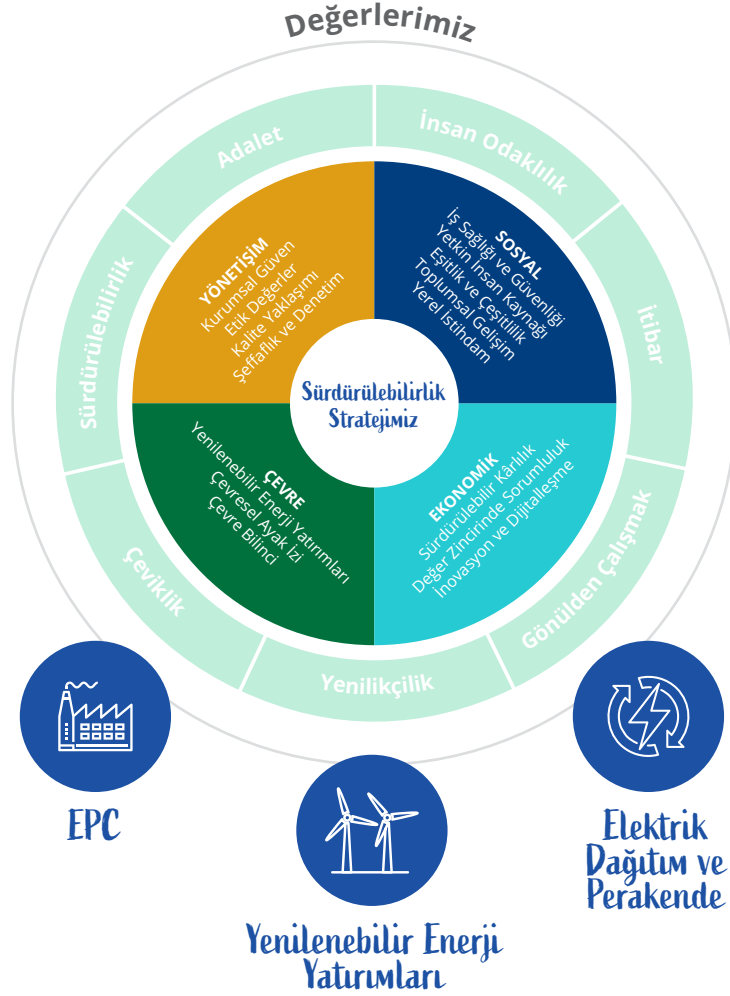 Değerlerimiz
Adalet
İnsan Odaklılık
Sürdürülebilirlik
İtibar
YÖNETİŞİM
Kurumsal Güven
Etik Değerler
Kalite Yaklaşımı
Şeffaflık ve Denetim
SOSYAL
İş Sağlığı ve Güvenliği
Yetkin İnsan Kaynağı
Eşitlik ve Çeşitlilik
Toplumsal Gelişim
Yerel İstihdam
Sürdürülebilirlik
Stratejimiz
ÇEVRE
Yenilenebilir Enerji Yatırımları
Çevresel Ayak İzi
Çevre Bilinci
EKONOMİK
Sürdürülebilir Kârlılık
Değer Zincirinde Sorumluluk
İnovasyon ve Dijitalleşme
Çeviklik
Gönülden Çalışmak
Yenilikçilik
EPC
Yenilenebilir Enerji
Yatırımları
Elektrik
Dağıtım ve
Perakende